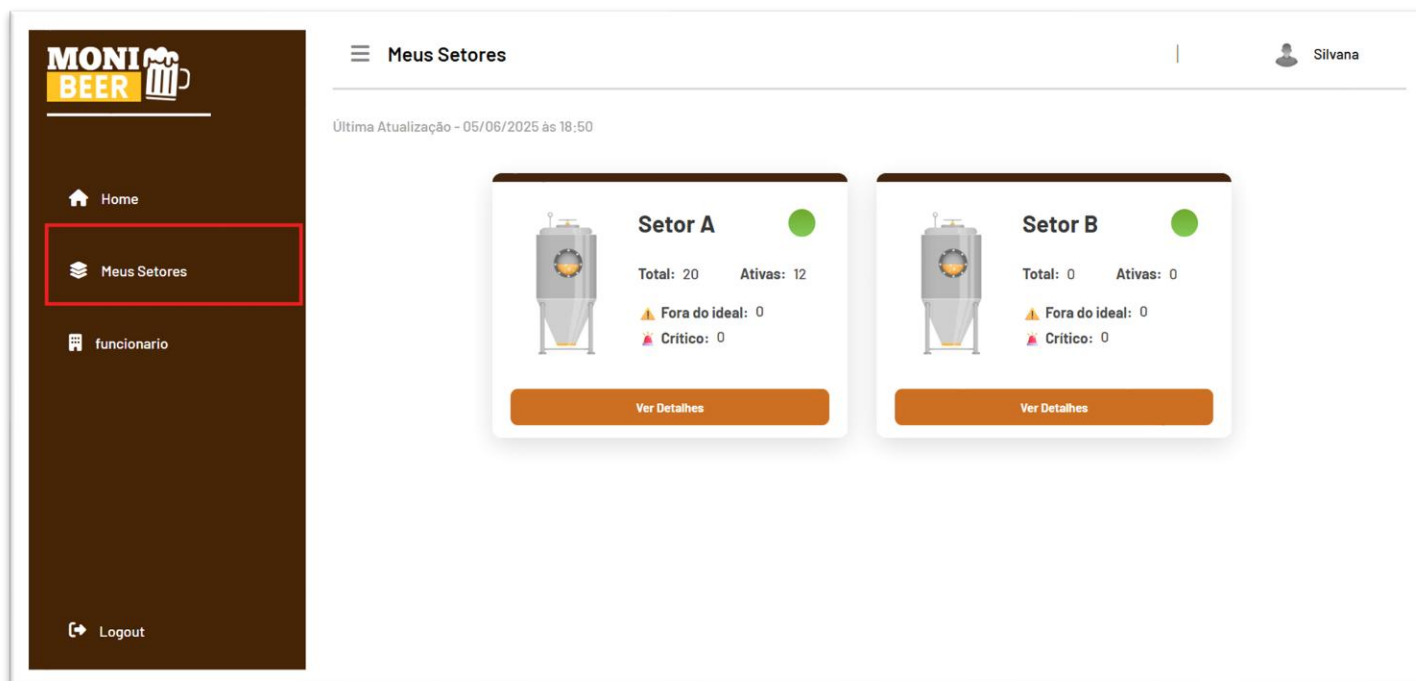 MONI
BEER
Meus Setores
Silvana
Última Atualização - 05/06/2025 às 18:50
Home
Meus Setores
funcionario
Logout
Setor A
Total: 20 Ativas: 12
Fora do ideal: 0
Crítico: 0
Ver Detalhes
Setor B
Total: 0 Ativas: 0
Fora do ideal: 0
Crítico: 0
Ver Detalhes